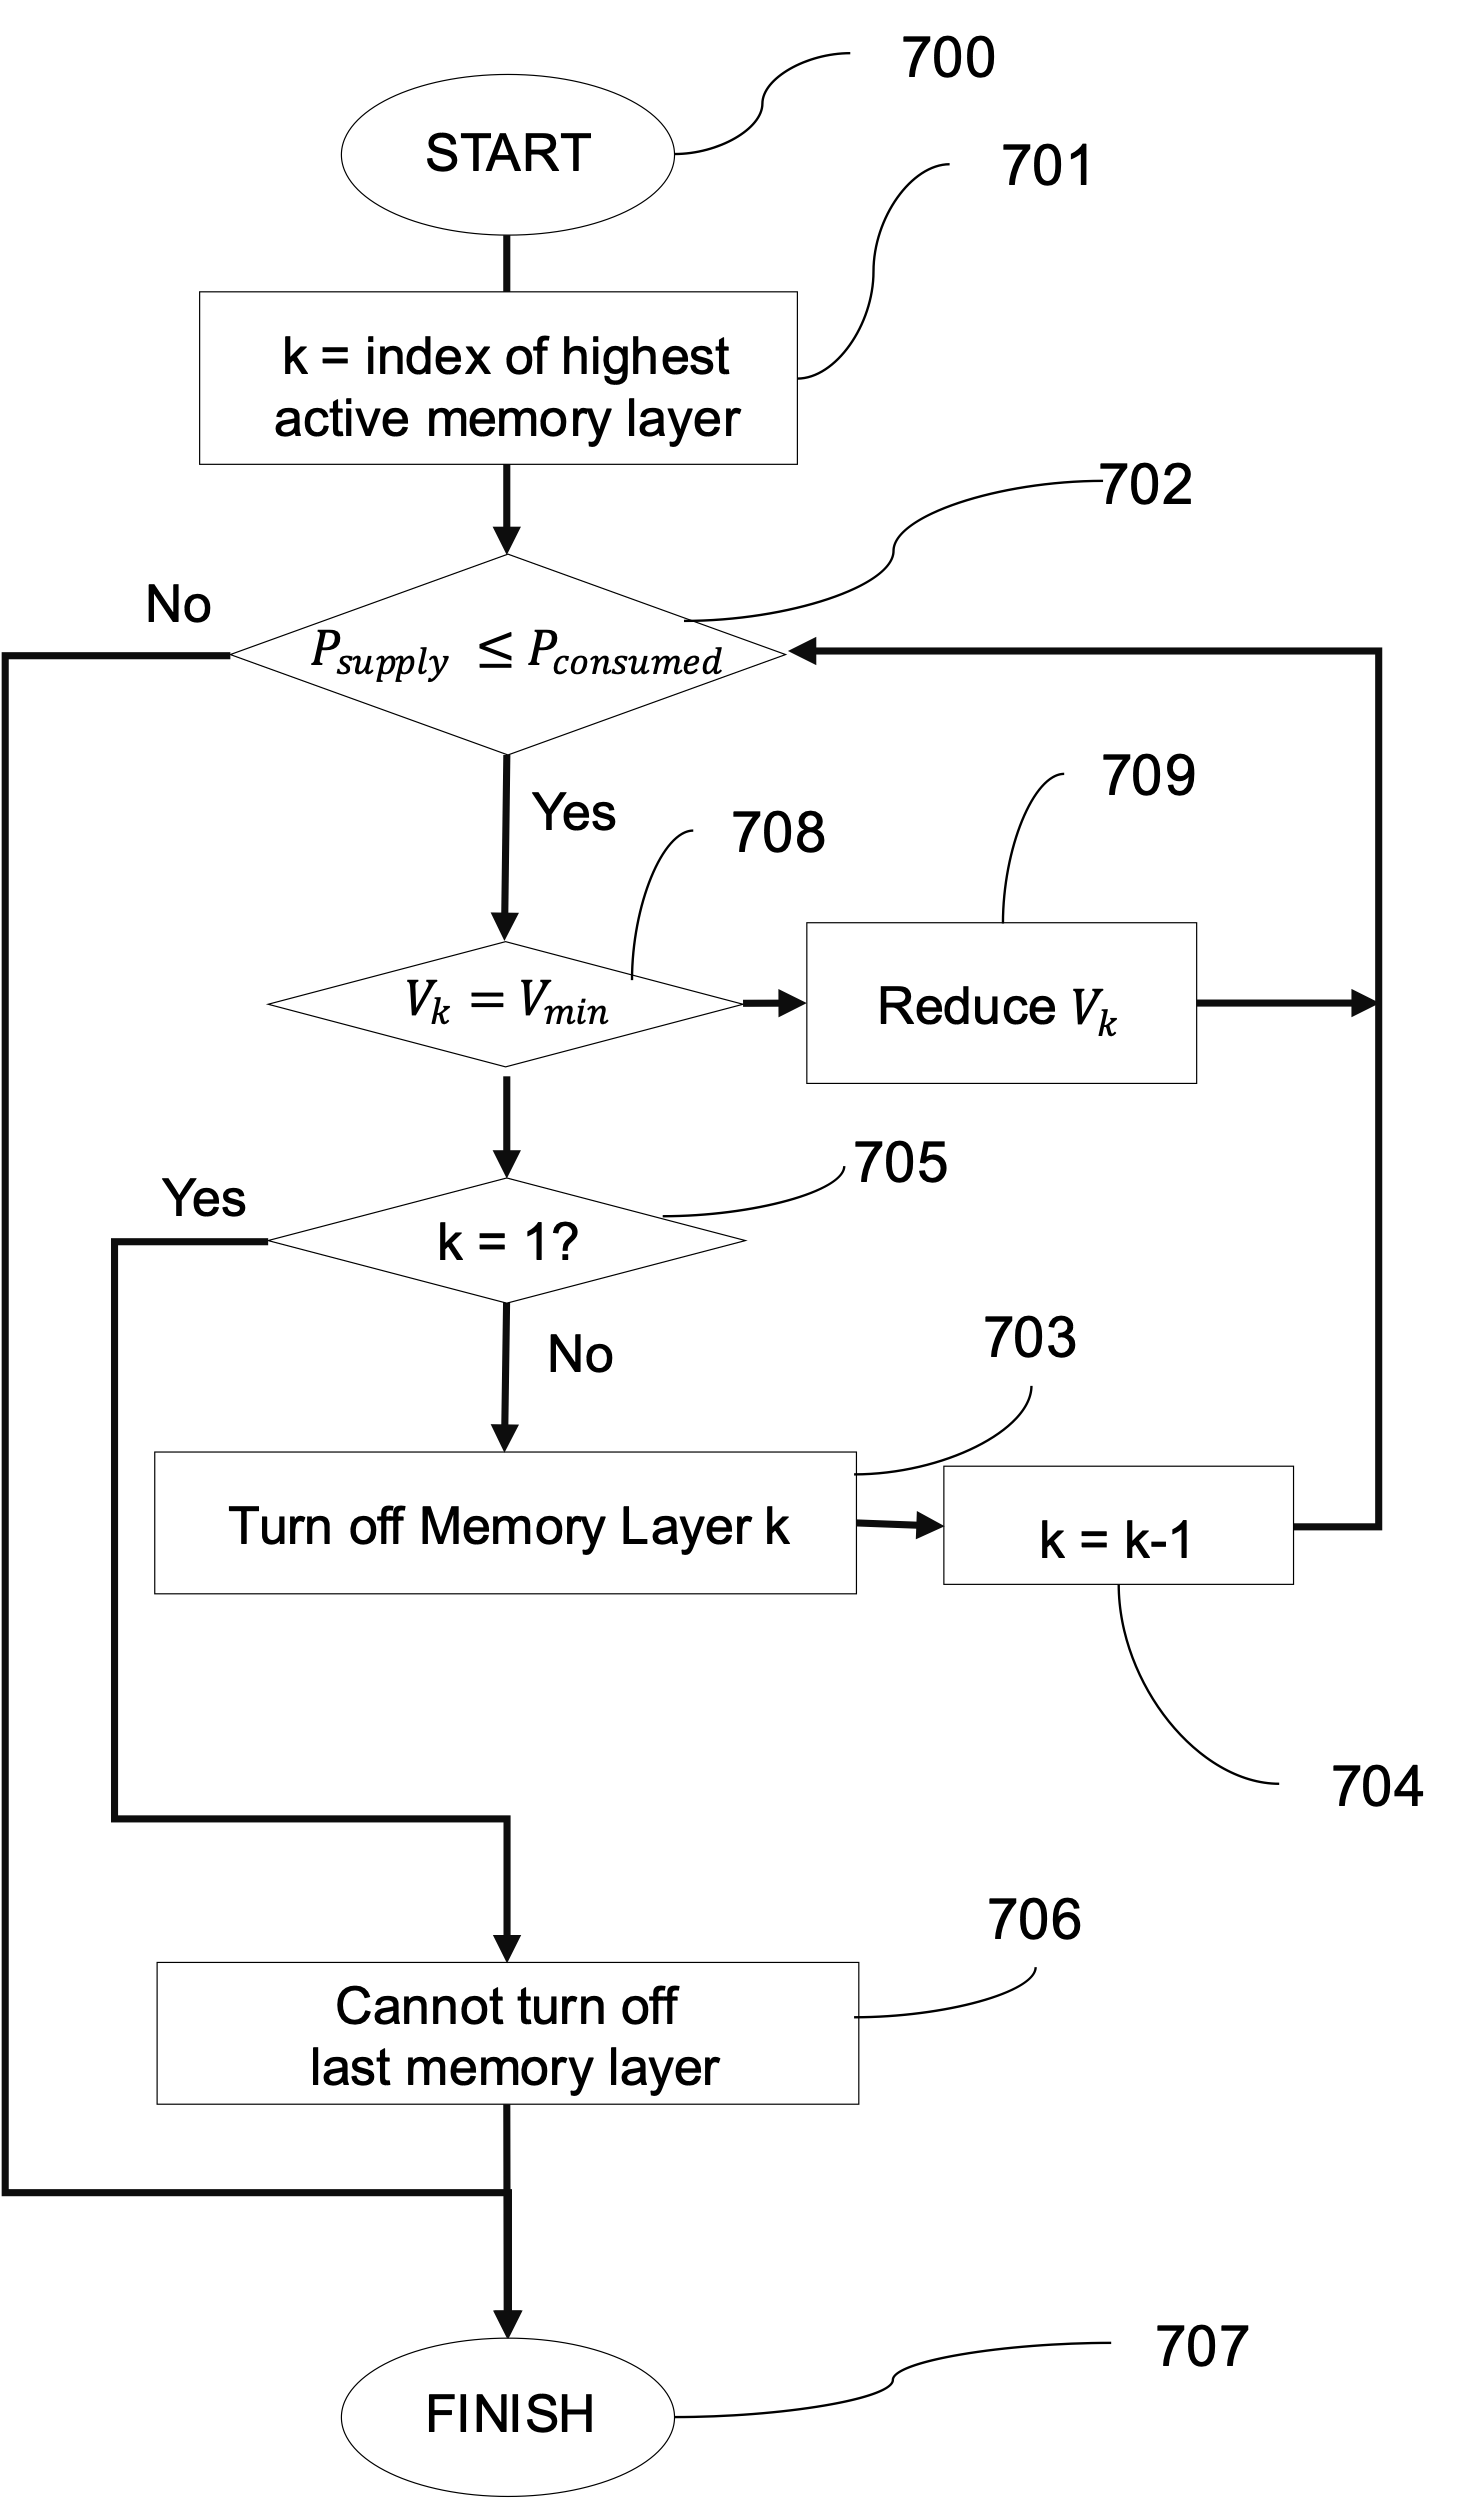 700
START
701
k = index of highest
active memory layer
702
No
P_supply ≤ P_consumed
709
Yes
708
V_k = V_min
Reduce V_k
705
Yes
k = 1?
703
No
Turn off Memory Layer k
k = k-1
704
706
Cannot turn off
last memory layer
707
FINISH